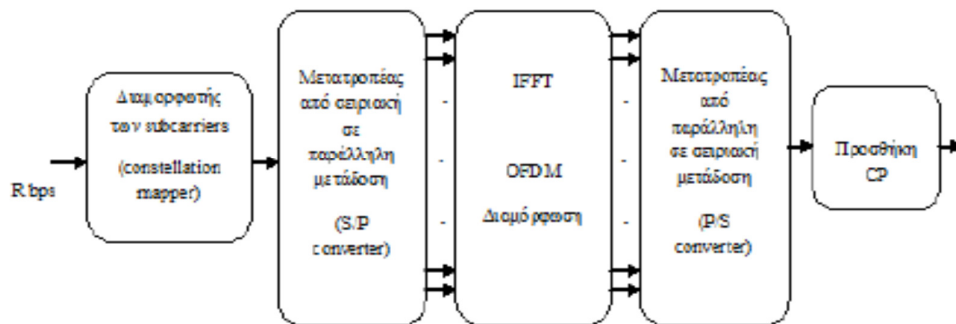 R bps
Διαμορφωτής
των subcarriers
(constellation
mapper)
Μετατροπέας
από σειριακή
σε
παρέλληλη
μετάδοση
(S/P
converter)
IFFT
OFDM
Διαμόρφωση
Μετατροπέας
από
παράλληλη
σε σειριακή
μετάδοση
(P/S
converter)
Προσθήκη
CP